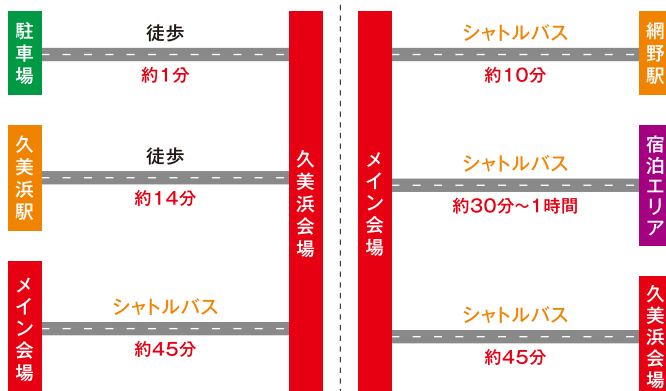 駐車場
徒歩
約1分
久美浜駅
徒歩
約14分
メイン会場
シャトルバス
約45分
久美浜会場
メイン会場
シャトルバス
約10分
網野駅
シャトルバス
約30分～1時間
宿泊エリア
シャトルバス
約45分
久美浜会場